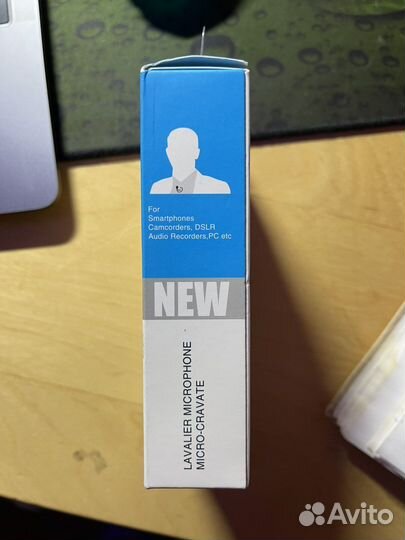 For
Smartphones
Camcorders, DSLR
Audio Recorders,PC etc
NEW
LAVALIER MICROPHONE
MICRO-CRAVATE
Avito